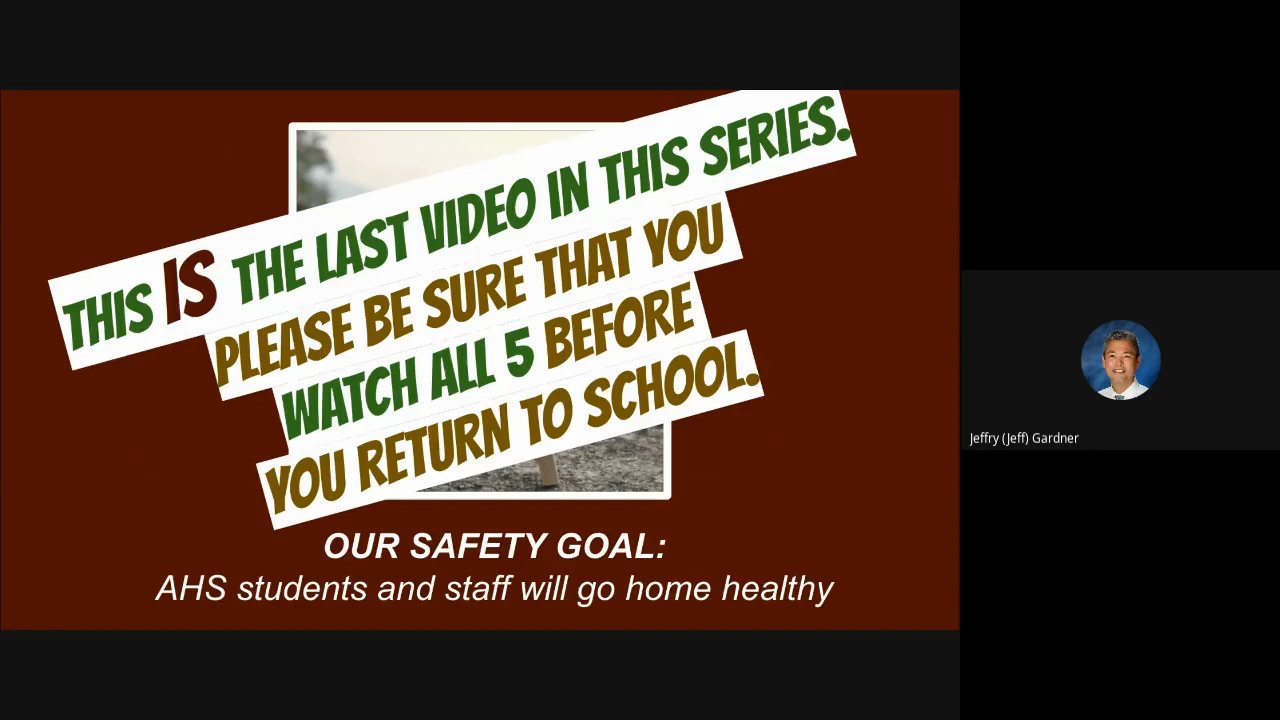 THIS IS THE LAST VIDEO IN THIS SERIES.
PLEASE BE SURE THAT YOU
WATCH ALL 5 BEFORE
YOU RETURN TO SCHOOL.
OUR SAFETY GOAL:
AHS students and staff will go home healthy
Jeffry (Jeff) Gardner